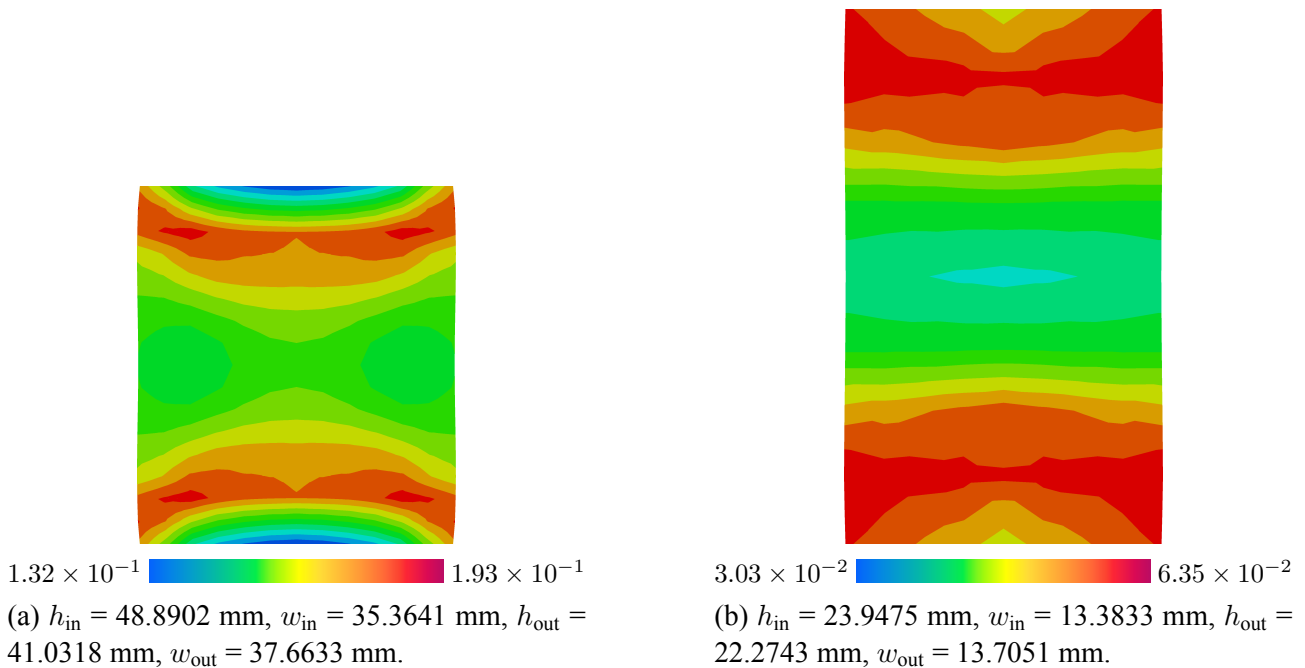 1.32 × 10⁻¹ 1.93 × 10⁻¹
(a) h_in = 48.8902 mm, w_in = 35.3641 mm, h_out =
41.0318 mm, w_out = 37.6633 mm.
3.03 × 10⁻² 6.35 × 10⁻²
(b) h_in = 23.9475 mm, w_in = 13.3833 mm, h_out =
22.2743 mm, w_out = 13.7051 mm.